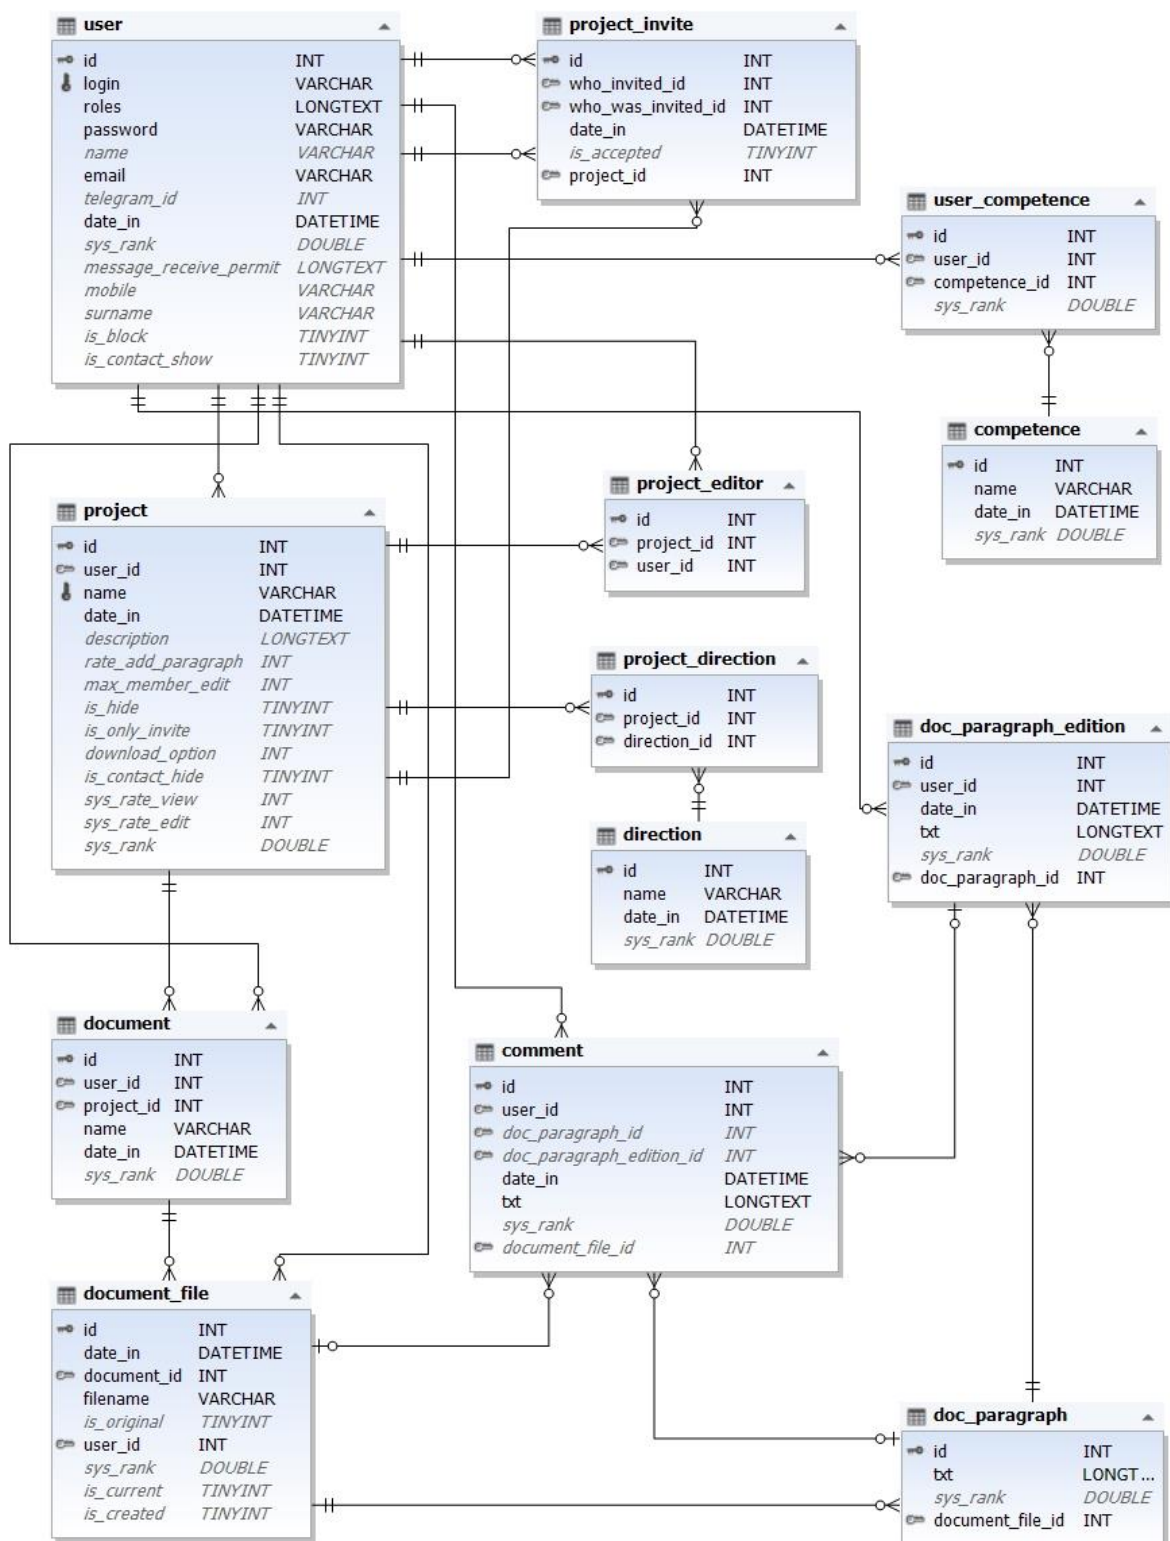 user
id INT
login VARCHAR
roles LONGTEXT
password VARCHAR
name VARCHAR
email VARCHAR
telegram_id INT
date_in DATETIME
sys_rank DOUBLE
message_receive_permit LONGTEXT
mobile VARCHAR
surname VARCHAR
is_block TINYINT
is_contact_show TINYINT
project_invite
id INT
who_invited_id INT
who_was_invited_id INT
date_in DATETIME
is_accepted TINYINT
project_id INT
user_competence
id INT
user_id INT
competence_id INT
sys_rank DOUBLE
competence
id INT
name VARCHAR
date_in DATETIME
sys_rank DOUBLE
project_editor
id INT
project_id INT
user_id INT
project
id INT
user_id INT
name VARCHAR
date_in DATETIME
description LONGTEXT
rate_add_paragraph INT
max_member_edit INT
is_hide TINYINT
is_only_invite TINYINT
download_option INT
is_contact_hide TINYINT
sys_rate_view INT
sys_rate_edit INT
sys_rank DOUBLE
project_direction
id INT
project_id INT
direction_id INT
direction
id INT
name VARCHAR
date_in DATETIME
sys_rank DOUBLE
doc_paragraph_edition
id INT
user_id INT
date_in DATETIME
txt LONGTEXT
sys_rank DOUBLE
doc_paragraph_id INT
document
id INT
user_id INT
project_id INT
name VARCHAR
date_in DATETIME
sys_rank DOUBLE
comment
id INT
user_id INT
doc_paragraph_id INT
doc_paragraph_edition_id INT
date_in DATETIME
txt LONGTEXT
sys_rank DOUBLE
document_file_id INT
document_file
id INT
date_in DATETIME
document_id INT
filename VARCHAR
is_original TINYINT
user_id INT
sys_rank DOUBLE
is_current TINYINT
is_created TINYINT
doc_paragraph
id INT
txt LONGT...
sys_rank DOUBLE
document_file_id INT